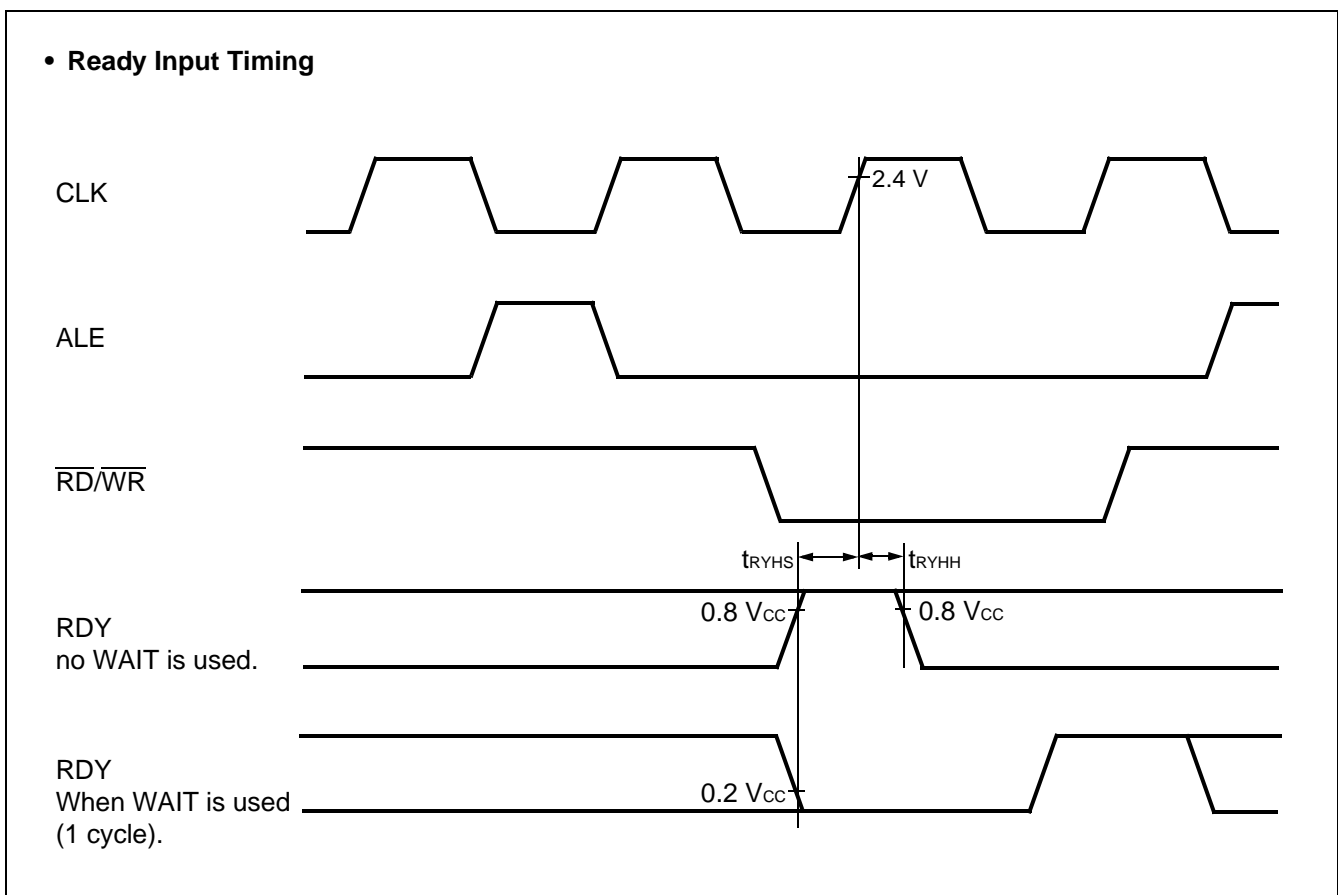 • Ready Input Timing
CLK
2.4 V
ALE
RD/WR
tRYHS
tRYHH
0.8 VCC
0.8 VCC
RDY
no WAIT is used.
RDY
When WAIT is used
(1 cycle).
0.2 VCC